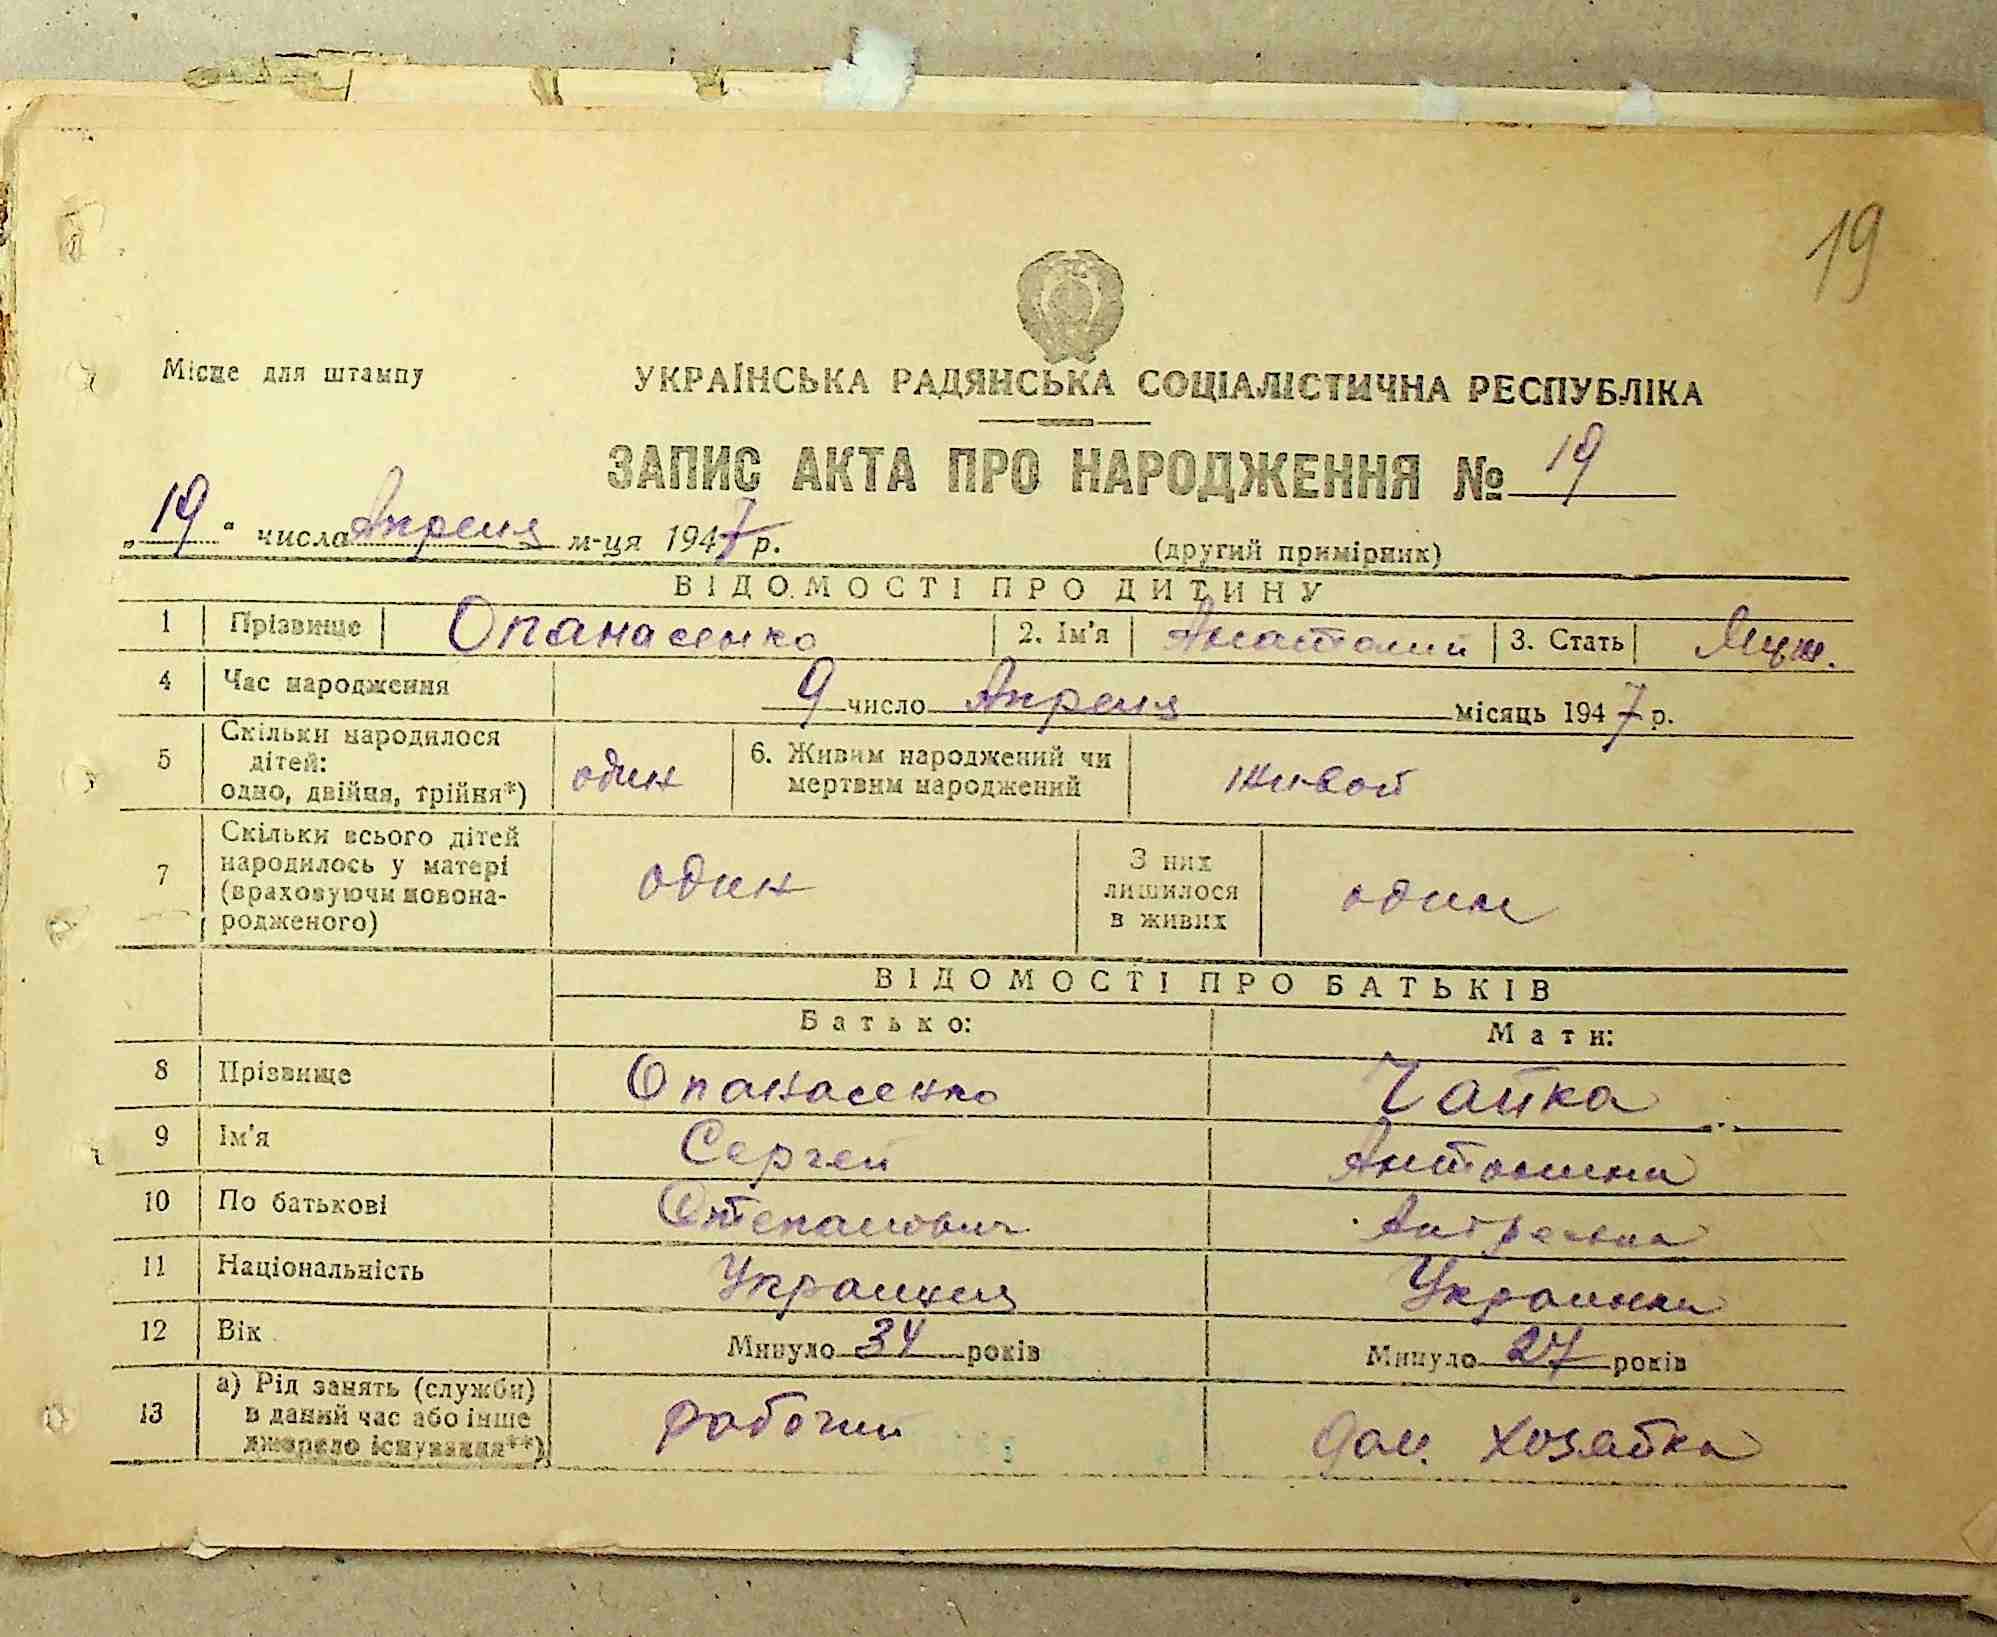 19
Місце для штампу
УКРАЇНСЬКА РАДЯНСЬКА СОЦІАЛІСТИЧНА РЕСПУБЛІКА
ЗАПИС АКТА ПРО НАРОДЖЕННЯ № 19
„19“ числа Апреля м-ця 1947 р.
(другий примірник)
ВІДОМОСТІ ПРО ДИТИНУ
1 Прізвище Опанасенко 2. Ім'я Анатолий 3. Стать Муж.
4 Час народження 9 число Апреля місяць 1947 р.
5 Скільки народилося дітей: одно, двійня, трійня*) один 6. Живим народжений чи мертвим народжений живой
7 Скільки всього дітей народилось у матері (враховуючи новонародженого) один З них лишилося в живих один
ВІДОМОСТІ ПРО БАТЬКІВ
Батько: Мати:
8 Прізвище Опанасенко Чайка
9 Ім'я Сергей Антонина
10 По батькові Степанович
11 Національність Украинец Украинка
12 Вік Минуло 34 років Минуло 27 років
13 а) Рід занять (служби) в даний час або інше джерело існування**) рабочий дом. хозяйка